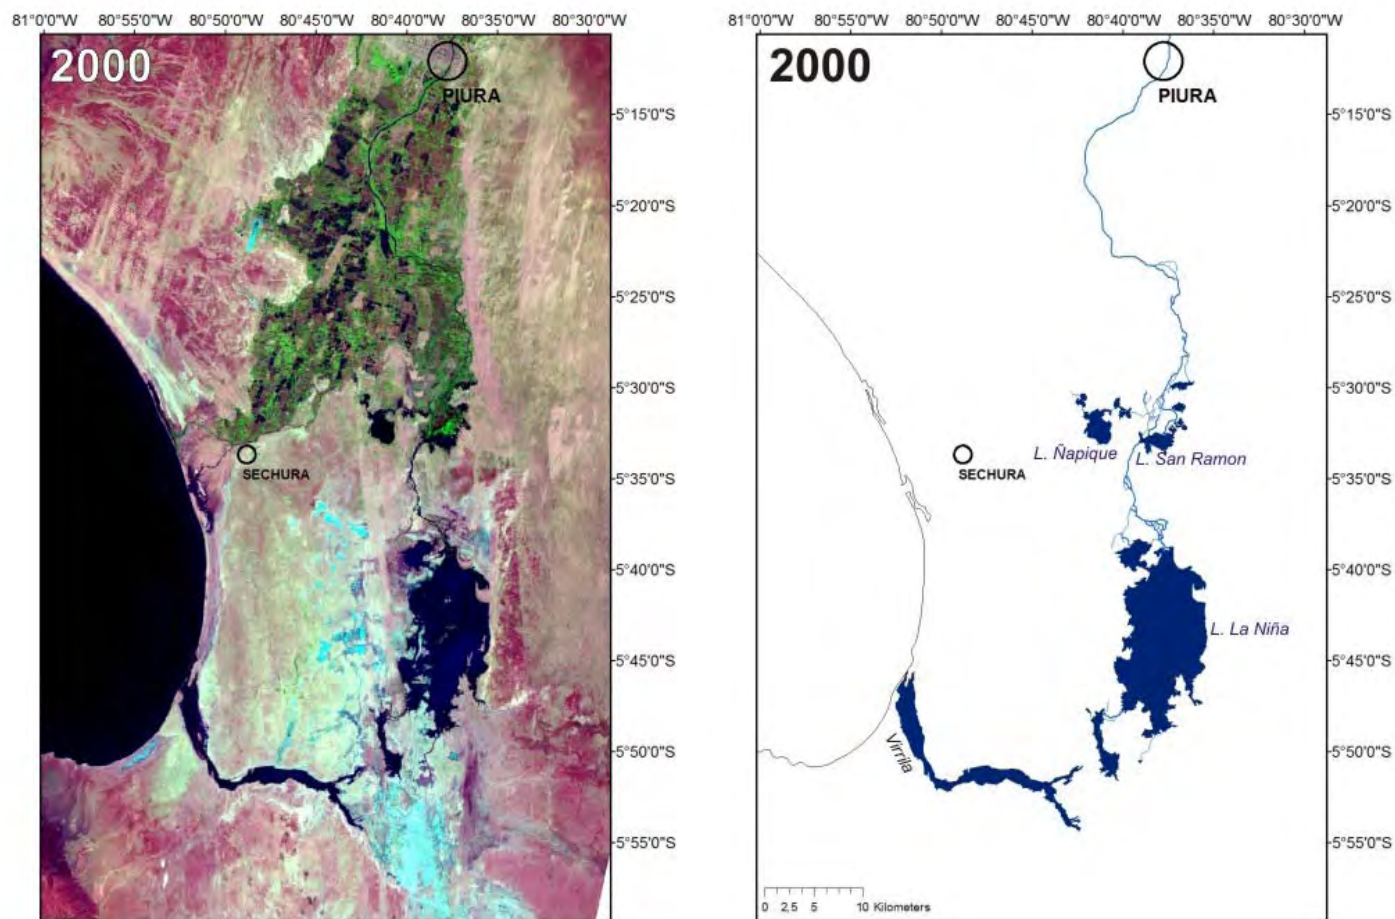 81°0'0"W 80°55'0"W 80°50'0"W 80°45'0"W 80°40'0"W 80°35'0"W 80°30'0"W
2000
PIURA
5°15'0"S
5°20'0"S
5°25'0"S
5°30'0"S
SECHURA
5°35'0"S
5°40'0"S
5°45'0"S
5°50'0"S
5°55'0"S
81°0'0"W 80°55'0"W 80°50'0"W 80°45'0"W 80°40'0"W 80°35'0"W 80°30'0"W
2000
PIURA
5°15'0"S
5°20'0"S
5°25'0"S
5°30'0"S
L. Ñapique
L. San Ramon
SECHURA
5°35'0"S
5°40'0"S
L. La Niña
5°45'0"S
Virrila
5°50'0"S
5°55'0"S
0 2,5 5 10 Kilometers